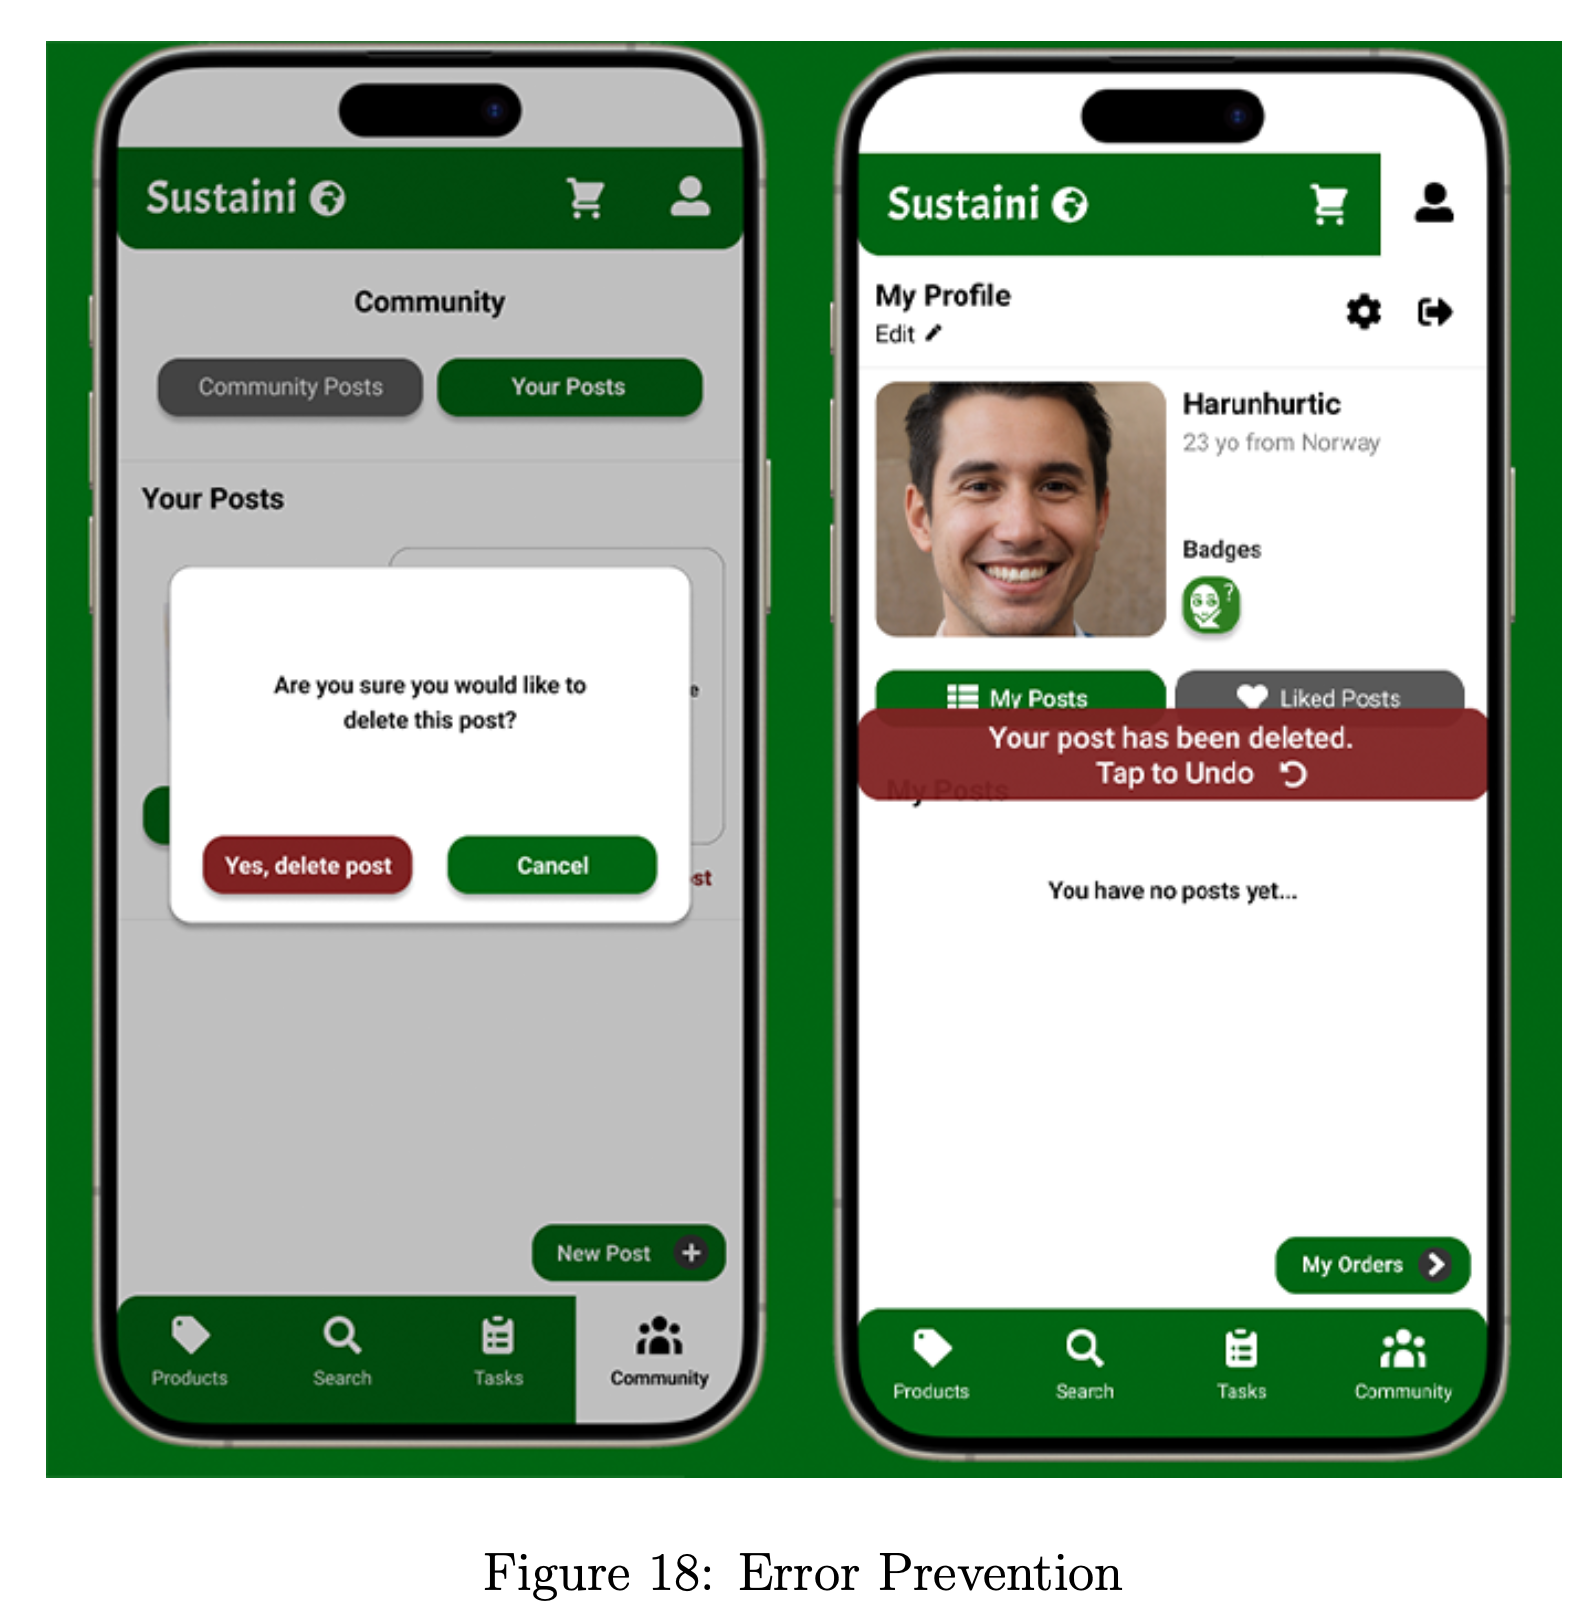 Sustaini
Community
Community Posts
Your Posts
Your Posts
e
Are you sure you would like to
delete this post?
Yes, delete post
Cancel
st
New Post
Products
Search
Tasks
Community
Sustaini
My Profile
Edit
Harunhurtic
23 yo from Norway
Badges
?
My Posts
Liked Posts
Your post has been deleted.
Tap to Undo
My Posts
You have no posts yet...
My Orders
Products
Search
Tasks
Community
Figure 18: Error Prevention